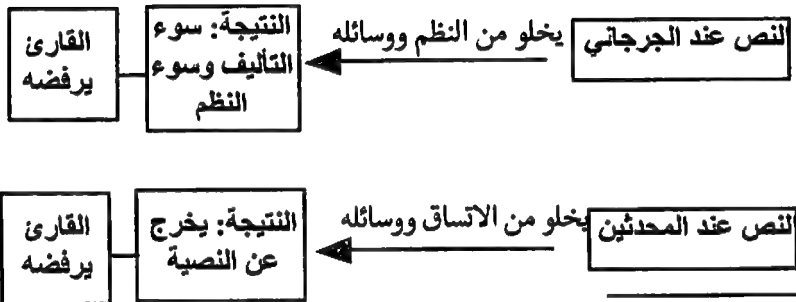 النص عند الجرجاني
يخلو من النظم ووسائله
النتيجة: سوء
التأليف وسوء
النظم
القارئ
يرفضه
النص عند المحدثين
يخلو من الاتساق ووسائله
النتيجة: يخرج
عن النصية
القارئ
يرفضه